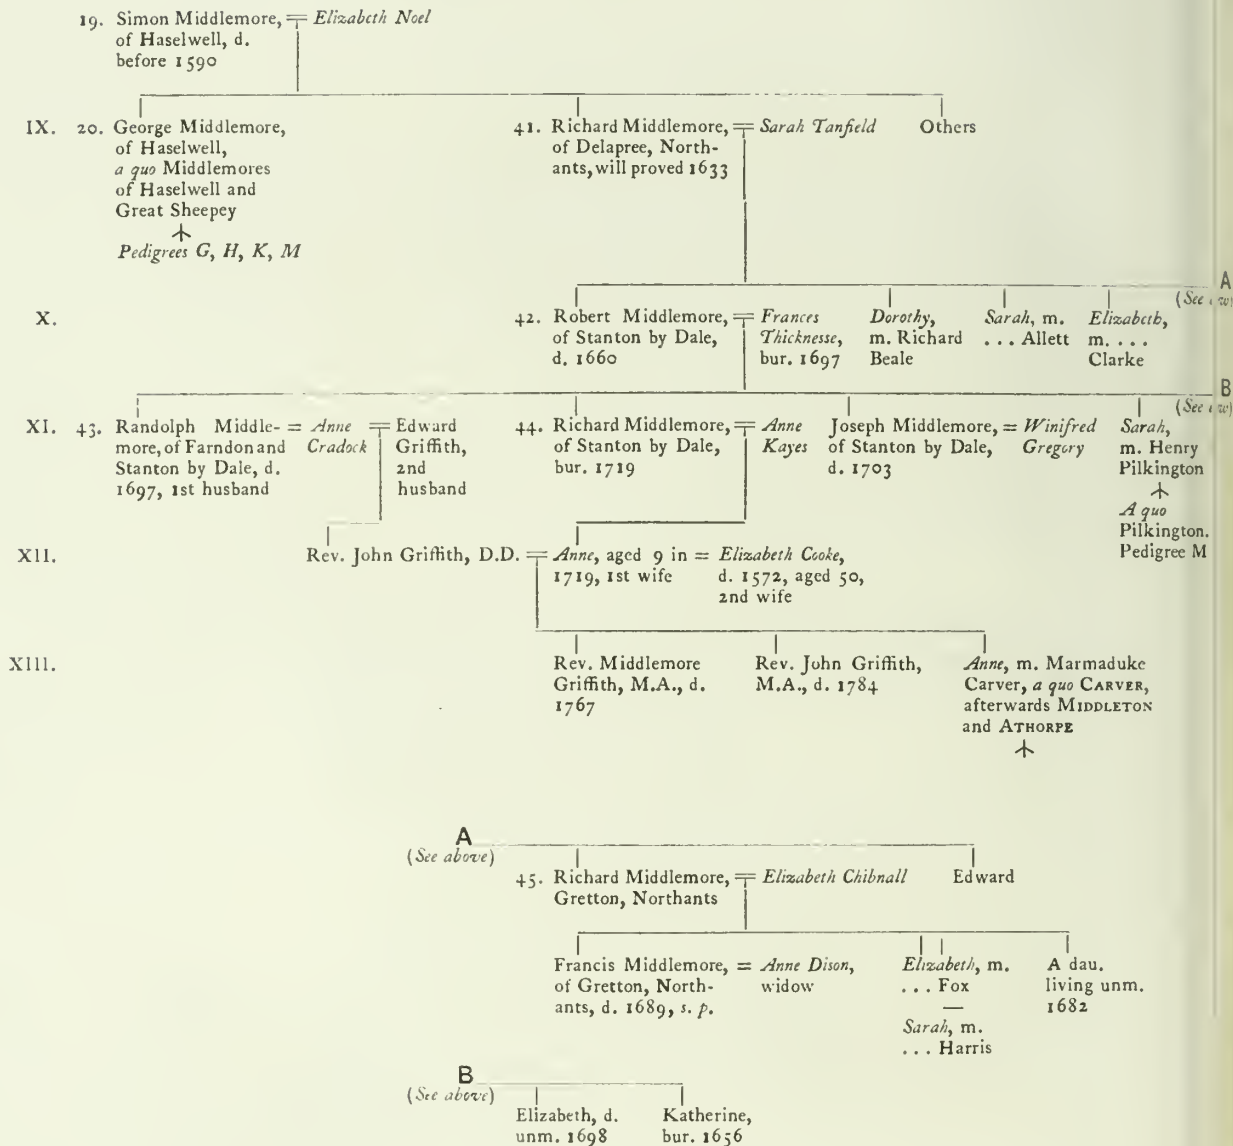 19. Simon Middlemore, = Elizabeth Noel
of Haselwell, d.
before 1590
IX. 20. George Middlemore,
of Haselwell,
a quo Middlemores
of Haselwell and
Great Sheepey
Pedigrees G, H, K, M
41. Richard Middlemore, = Sarah Tanfield
of Delapree, North-
ants, will proved 1633
Others
X.
42. Robert Middlemore, = Frances
of Stanton by Dale,
d. 1660
Thicknesse,
bur. 1697
Dorothy,
m. Richard
Beale
Sarah, m.
... Allett
Elizabeth,
m. ...
Clarke
A
(See
XI. 43. Randolph Middle-
more, of Farndon and
Stanton by Dale, d.
1697, 1st husband
= Anne
Cradock
= Edward
Griffith,
2nd
husband
44. Richard Middlemore,
of Stanton by Dale,
bur. 1719
= Anne
Kayes
Joseph Middlemore,
of Stanton by Dale,
d. 1703
= Winifred
Gregory
Sarah,
m. Henry
Pilkington
A quo
Pilkington.
Pedigree M
B
(See
XII.
Rev. John Griffith, D.D. = Anne, aged 9 in
1719, 1st wife
= Elizabeth Cooke,
d. 1572, aged 50,
2nd wife
XIII.
Rev. Middlemore
Griffith, M.A., d.
1767
Rev. John Griffith,
M.A., d. 1784
Anne, m. Marmaduke
Carver, a quo CARVER,
afterwards MIDDLETON
and ATHORPE
A
(See above)
45. Richard Middlemore, = Elizabeth Chibnall
Gretton, Northants
Edward
Francis Middlemore,
of Gretton, North-
ants, d. 1689, s. p.
= Anne Dison,
widow
Elizabeth, m.
... Fox
—
Sarah, m.
... Harris
A dau.
living unm.
1682
B
(See above)
Elizabeth, d.
unm. 1698
Katherine,
bur. 1656